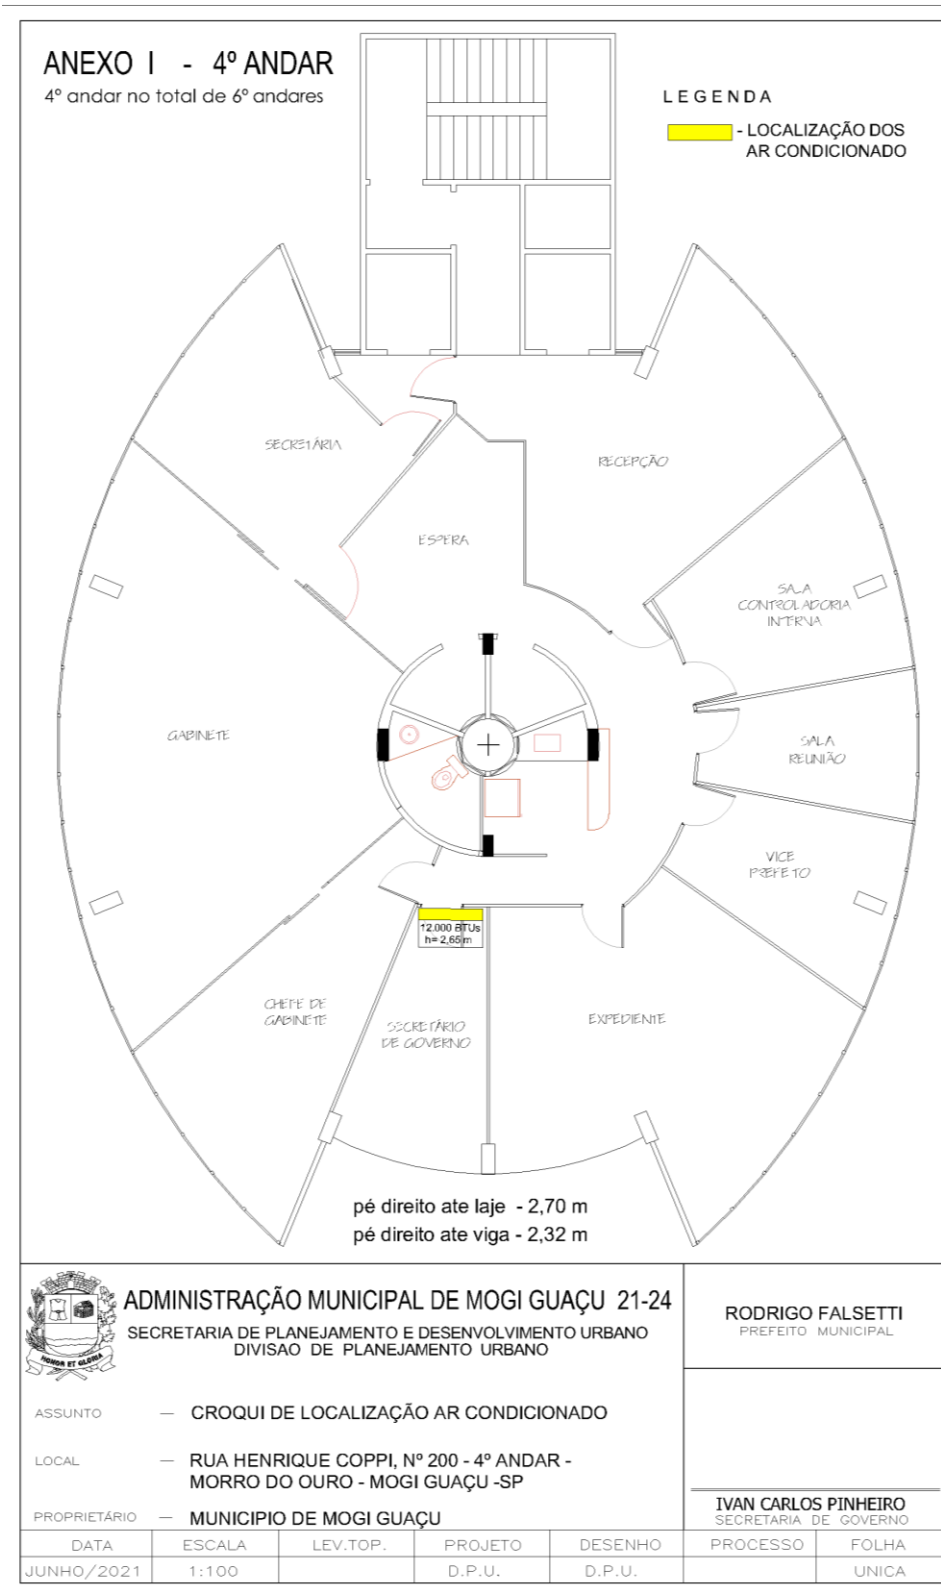 ANEXO I - 4º ANDAR
4º andar no total de 6º andares
LEGENDA
- LOCALIZAÇÃO DOS
AR CONDICIONADO
SECRETÁRIA
RECEPÇÃO
ESPERA
SALA
CONTROLADORIA
INTERNA
GABINETE
SALA
REUNIÃO
VICE
PREFEITO
12.000 BTUs
h= 2,65 m
CHEFE DE
GABINETE
SECRETÁRIO
DE GOVERNO
EXPEDIENTE
pé direito ate laje - 2,70 m
pé direito ate viga - 2,32 m
HONOR ET GLORIA
ADMINISTRAÇÃO MUNICIPAL DE MOGI GUAÇU 21-24
SECRETARIA DE PLANEJAMENTO E DESENVOLVIMENTO URBANO
DIVISAO DE PLANEJAMENTO URBANO
RODRIGO FALSETTI
PREFEITO MUNICIPAL
ASSUNTO — CROQUI DE LOCALIZAÇÃO AR CONDICIONADO
LOCAL — RUA HENRIQUE COPPI, Nº 200 - 4º ANDAR -
MORRO DO OURO - MOGI GUAÇU -SP
PROPRIETÁRIO — MUNICIPIO DE MOGI GUAÇU
IVAN CARLOS PINHEIRO
SECRETARIA DE GOVERNO
DATA ESCALA LEV.TOP. PROJETO DESENHO PROCESSO FOLHA
JUNHO/2021 1:100 D.P.U. D.P.U. UNICA